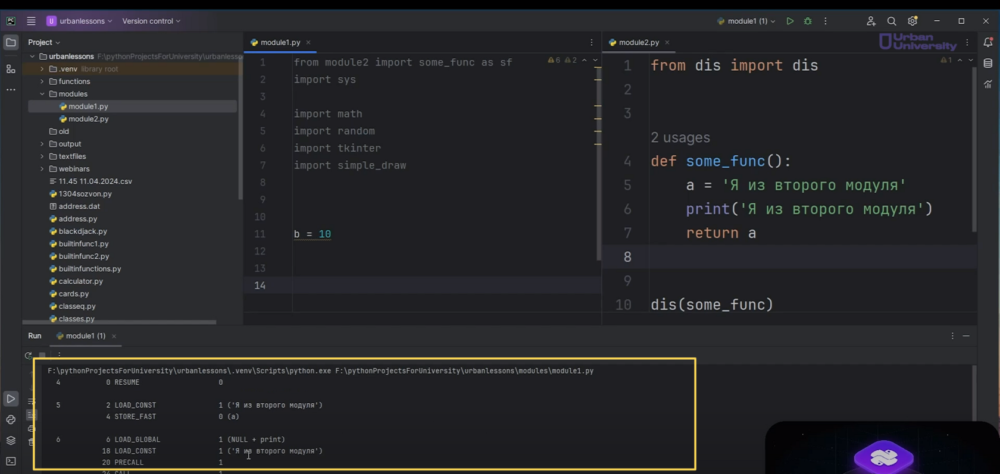 urbanlessons
Version control
module1 (1)
Project
urbanlessons F:\pythonProjectsForUniversity\urbanlesso
.venv library root
functions
modules
module1.py
module2.py
old
output
textfiles
webinars
11.45 11.04.2024.csv
1304sozvon.py
address.dat
address.py
blackdjack.py
builtinfunc1.py
builtinfunc2.py
builtinfunctions.py
calculator.py
cards.py
classeq.py
classes.py
module1.py
6 2
1 from module2 import some_func as sf
2 import sys
3
4 import math
5 import random
6 import tkinter
7 import simple_draw
8
9
10
11 b = 10
12
13
14
module2.py
Urban
University
1
1 from dis import dis
2
3
2 usages
4 def some_func():
5 a = 'Я из второго модуля'
6 print('Я из второго модуля')
7 return a
8
9
10 dis(some_func)
Run module1 (1)
F:\pythonProjectsForUniversity\urbanlessons\.venv\Scripts\python.exe F:\pythonProjectsForUniversity\urbanlessons\modules\module1.py
4 0 RESUME 0
5 2 LOAD_CONST 1 ('Я из второго модуля')
4 STORE_FAST 0 (a)
6 6 LOAD_GLOBAL 1 (NULL + print)
18 LOAD_CONST 1 ('Я из второго модуля')
20 PRECALL 1
24 CALL 1